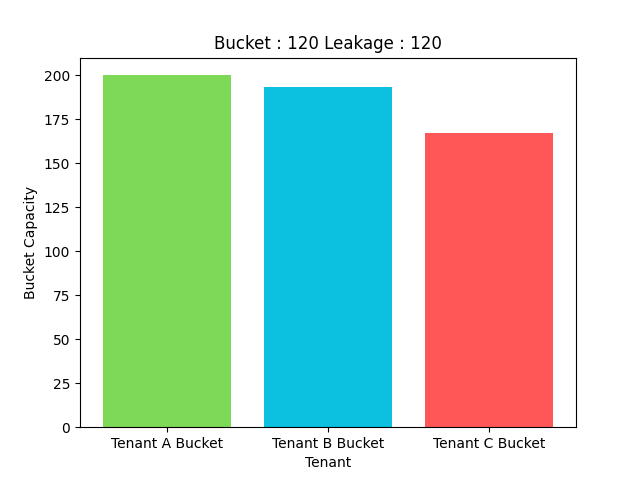 Bucket : 120 Leakage : 120
200
175
150
125
100
75
50
25
0
Bucket Capacity
Tenant A Bucket
Tenant B Bucket
Tenant C Bucket
Tenant